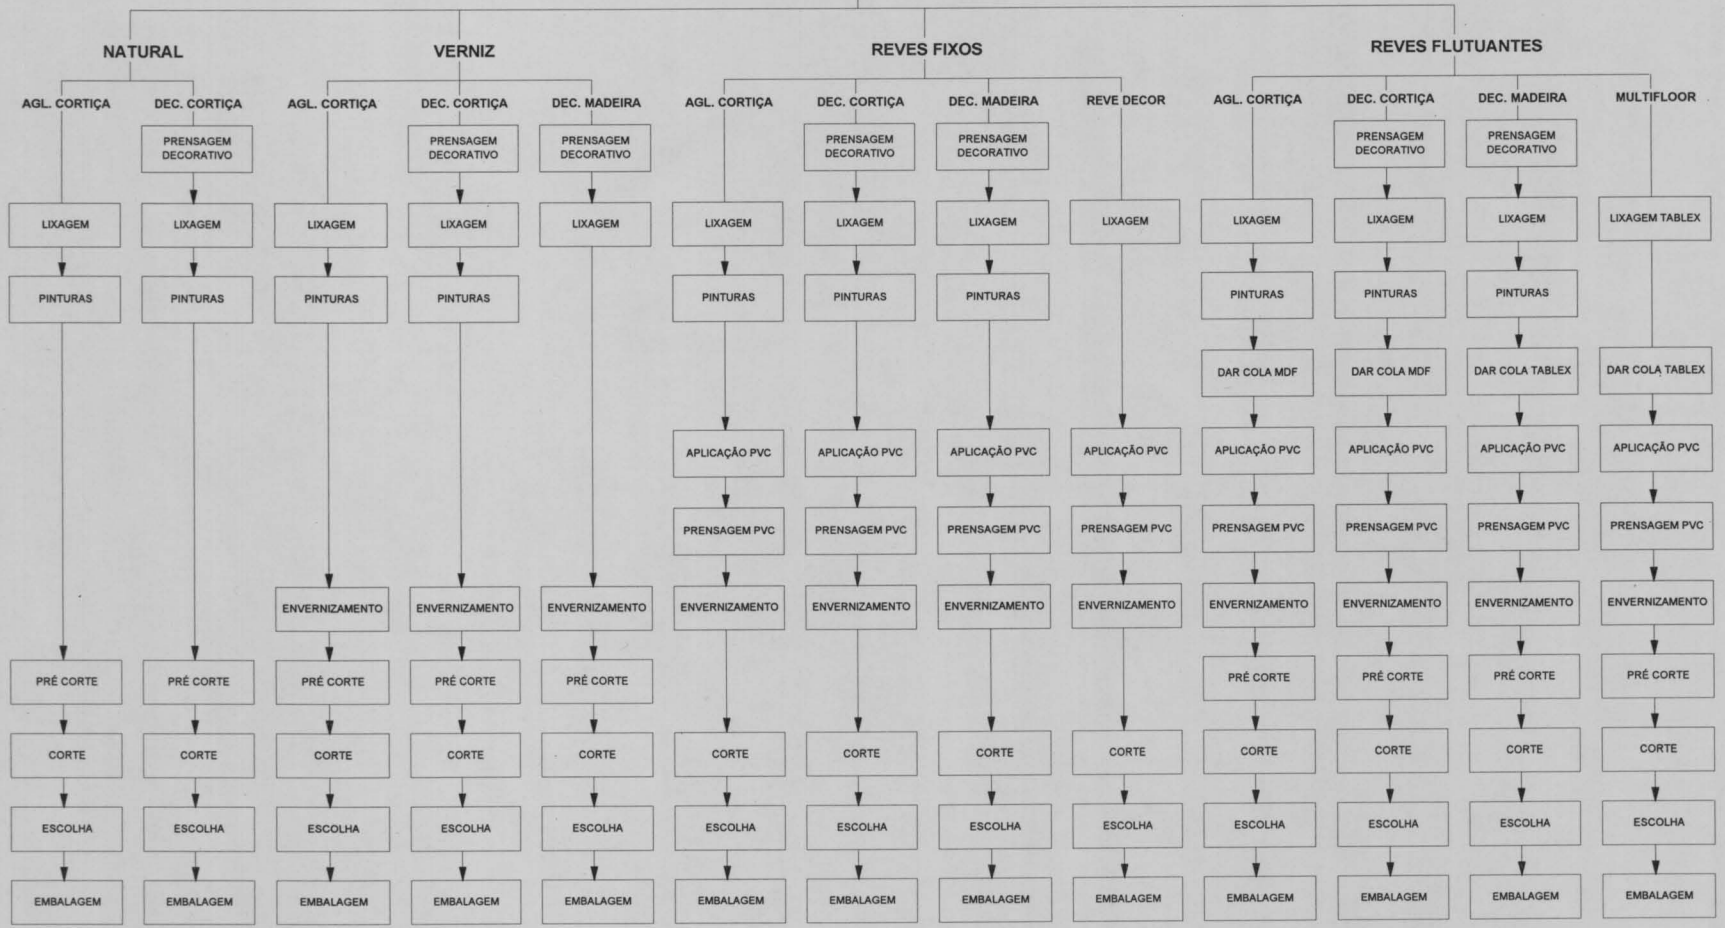 NATURAL
VERNIZ
REVES FIXOS
REVES FLUTUANTES
AGL. CORTIÇA
DEC. CORTIÇA
AGL. CORTIÇA
DEC. CORTIÇA
DEC. MADEIRA
AGL. CORTIÇA
DEC. CORTIÇA
DEC. MADEIRA
REVE DECOR
AGL. CORTIÇA
DEC. CORTIÇA
DEC. MADEIRA
MULTIFLOOR
PRENSAGEM
DECORATIVO
PRENSAGEM
DECORATIVO
PRENSAGEM
DECORATIVO
PRENSAGEM
DECORATIVO
PRENSAGEM
DECORATIVO
PRENSAGEM
DECORATIVO
PRENSAGEM
DECORATIVO
LIXAGEM
LIXAGEM
LIXAGEM
LIXAGEM
LIXAGEM
LIXAGEM
LIXAGEM
LIXAGEM
LIXAGEM
LIXAGEM
LIXAGEM
LIXAGEM
LIXAGEM TABLEX
PINTURAS
PINTURAS
PINTURAS
PINTURAS
PINTURAS
PINTURAS
PINTURAS
PINTURAS
PINTURAS
PINTURAS
DAR COLA MDF
DAR COLA MDF
DAR COLA TABLEX
DAR COLA TABLEX
APLICAÇÃO PVC
APLICAÇÃO PVC
APLICAÇÃO PVC
APLICAÇÃO PVC
APLICAÇÃO PVC
APLICAÇÃO PVC
APLICAÇÃO PVC
APLICAÇÃO PVC
PRENSAGEM PVC
PRENSAGEM PVC
PRENSAGEM PVC
PRENSAGEM PVC
PRENSAGEM PVC
PRENSAGEM PVC
PRENSAGEM PVC
PRENSAGEM PVC
ENVERNIZAMENTO
ENVERNIZAMENTO
ENVERNIZAMENTO
ENVERNIZAMENTO
ENVERNIZAMENTO
ENVERNIZAMENTO
ENVERNIZAMENTO
ENVERNIZAMENTO
ENVERNIZAMENTO
ENVERNIZAMENTO
ENVERNIZAMENTO
PRÉ CORTE
PRÉ CORTE
PRÉ CORTE
PRÉ CORTE
PRÉ CORTE
PRÉ CORTE
PRÉ CORTE
PRÉ CORTE
PRÉ CORTE
CORTE
CORTE
CORTE
CORTE
CORTE
CORTE
CORTE
CORTE
CORTE
CORTE
CORTE
CORTE
CORTE
ESCOLHA
ESCOLHA
ESCOLHA
ESCOLHA
ESCOLHA
ESCOLHA
ESCOLHA
ESCOLHA
ESCOLHA
ESCOLHA
ESCOLHA
ESCOLHA
ESCOLHA
EMBALAGEM
EMBALAGEM
EMBALAGEM
EMBALAGEM
EMBALAGEM
EMBALAGEM
EMBALAGEM
EMBALAGEM
EMBALAGEM
EMBALAGEM
EMBALAGEM
EMBALAGEM
EMBALAGEM